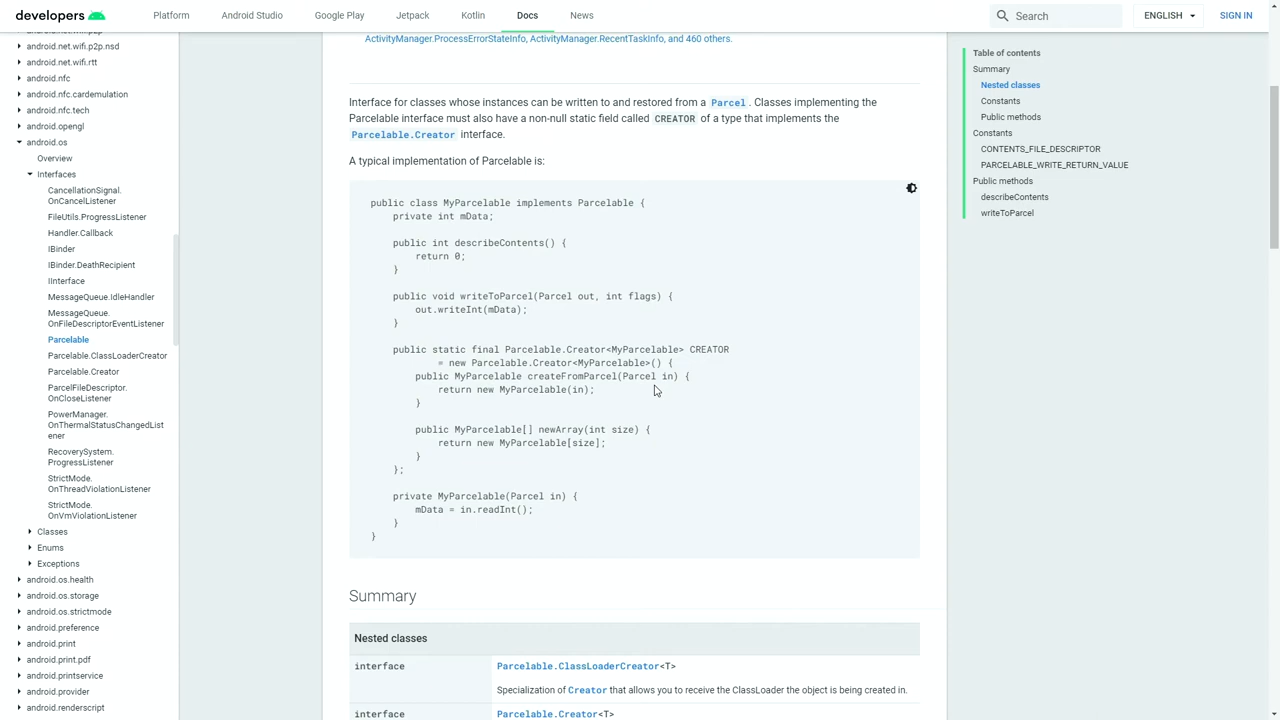 developers
Platform
Android Studio
Google Play
Jetpack
Kotlin
Docs
News
Search
ENGLISH
SIGN IN
android.net.wifi.p2p.nsd
android.net.wifi.rtt
android.nfc
android.nfc.cardemulation
android.nfc.tech
android.opengl
android.os
Overview
Interfaces
CancellationSignal.
OnCancelListener
FileUtils.ProgressListener
Handler.Callback
IBinder
IBinder.DeathRecipient
IInterface
MessageQueue.IdleHandler
MessageQueue.
OnFileDescriptorEventListener
Parcelable
Parcelable.ClassLoaderCreator
Parcelable.Creator
ParcelFileDescriptor.
OnCloseListener
PowerManager.
OnThermalStatusChangedList
ener
RecoverySystem.
ProgressListener
StrictMode.
OnThreadViolationListener
StrictMode.
OnVmViolationListener
Classes
Enums
Exceptions
android.os.health
android.os.storage
android.os.strictmode
android.preference
android.print
android.print.pdf
android.printservice
android.provider
android.renderscript
ActivityManager.ProcessErrorStateInfo, ActivityManager.RecentTaskInfo, and 460 others.
Interface for classes whose instances can be written to and restored from a Parcel. Classes implementing the
Parcelable interface must also have a non-null static field called CREATOR of a type that implements the
Parcelable.Creator interface.
A typical implementation of Parcelable is:
public class MyParcelable implements Parcelable {
private int mData;
public int describeContents() {
return 0;
}
public void writeToParcel(Parcel out, int flags) {
out.writeInt(mData);
}
public static final Parcelable.Creator<MyParcelable> CREATOR
= new Parcelable.Creator<MyParcelable>() {
public MyParcelable createFromParcel(Parcel in) {
return new MyParcelable(in);
}
public MyParcelable[] newArray(int size) {
return new MyParcelable[size];
}
};
private MyParcelable(Parcel in) {
mData = in.readInt();
}
}
Summary
Nested classes
interface
Parcelable.ClassLoaderCreator<T>
Specialization of Creator that allows you to receive the ClassLoader the object is being created in.
interface
Parcelable.Creator<T>
Table of contents
Summary
Nested classes
Constants
Public methods
Constants
CONTENTS_FILE_DESCRIPTOR
PARCELABLE_WRITE_RETURN_VALUE
Public methods
describeContents
writeToParcel